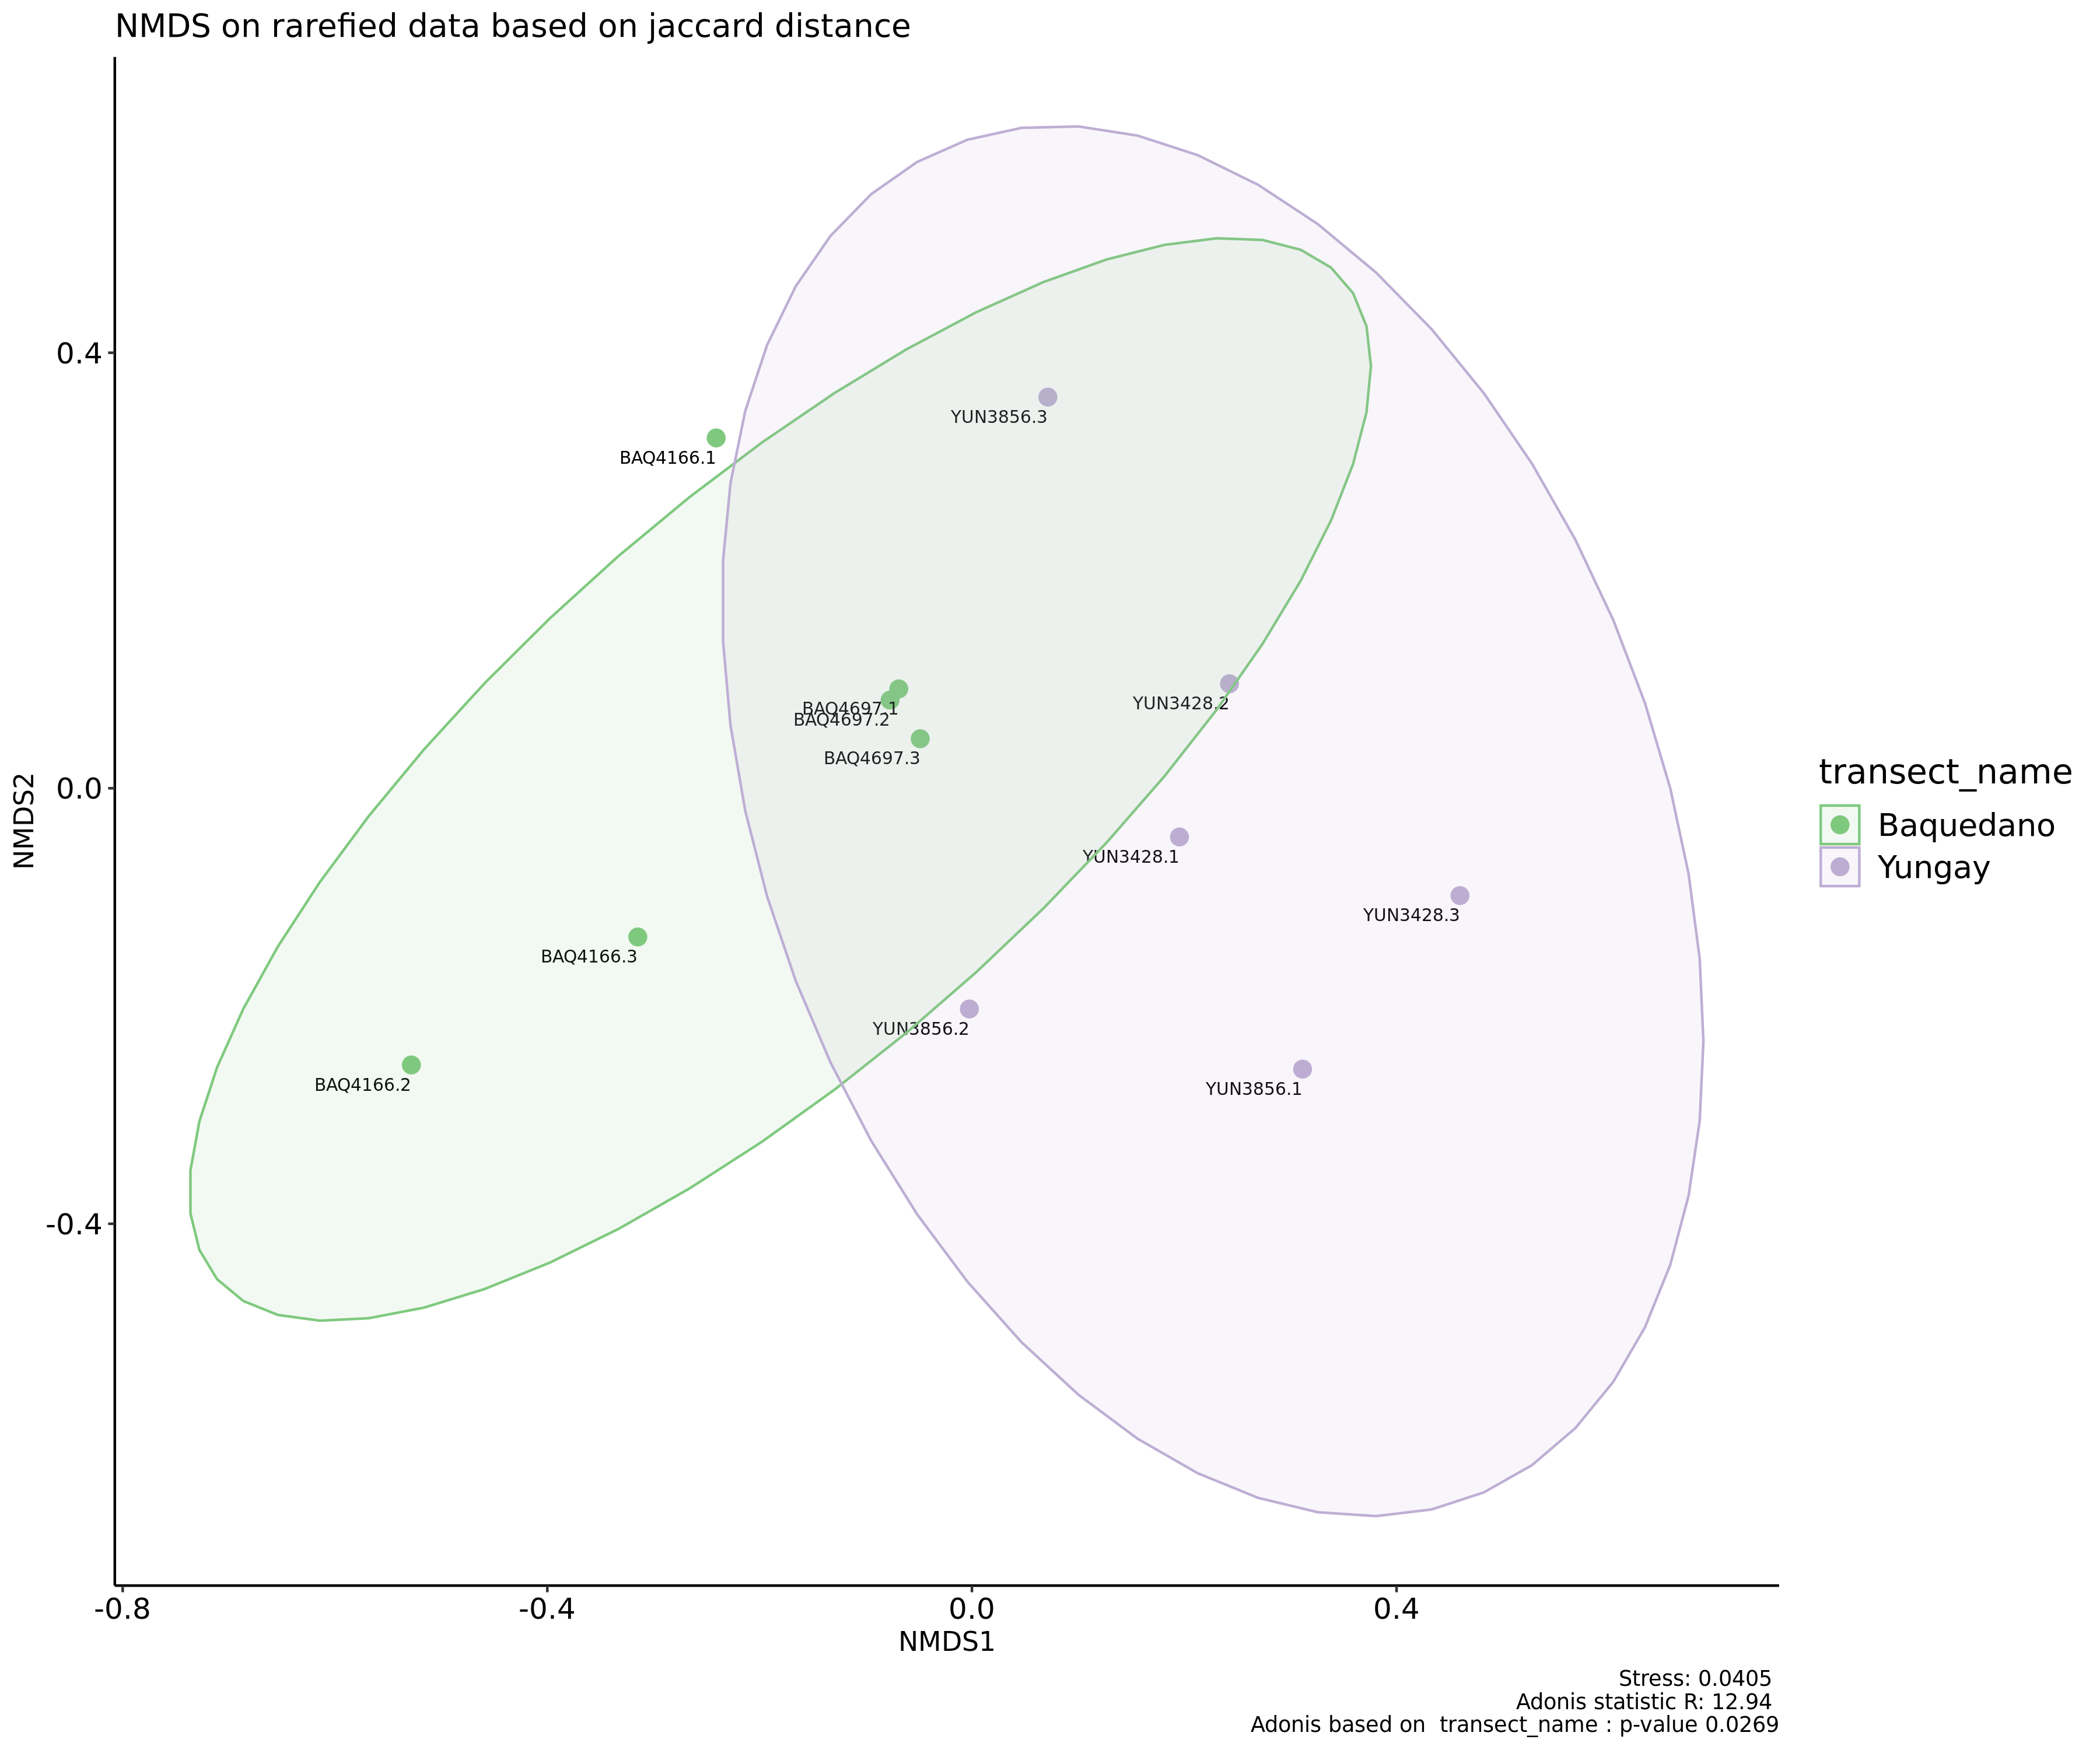 NMDS on rarefied data based on jaccard distance
0.4
YUN3856.3
BAQ4166.1
BAQ4697.1
YUN3428.2
BAQ4697.2
BAQ4697.3
transect_name
NMDS2
0.0
Baquedano
YUN3428.1
Yungay
YUN3428.3
BAQ4166.3
YUN3856.2
BAQ4166.2
YUN3856.1
-0.4
-0.8
-0.4
0.0
0.4
NMDS1
Stress: 0.0405
Adonis statistic R: 12.94
Adonis based on  transect_name : p-value 0.0269